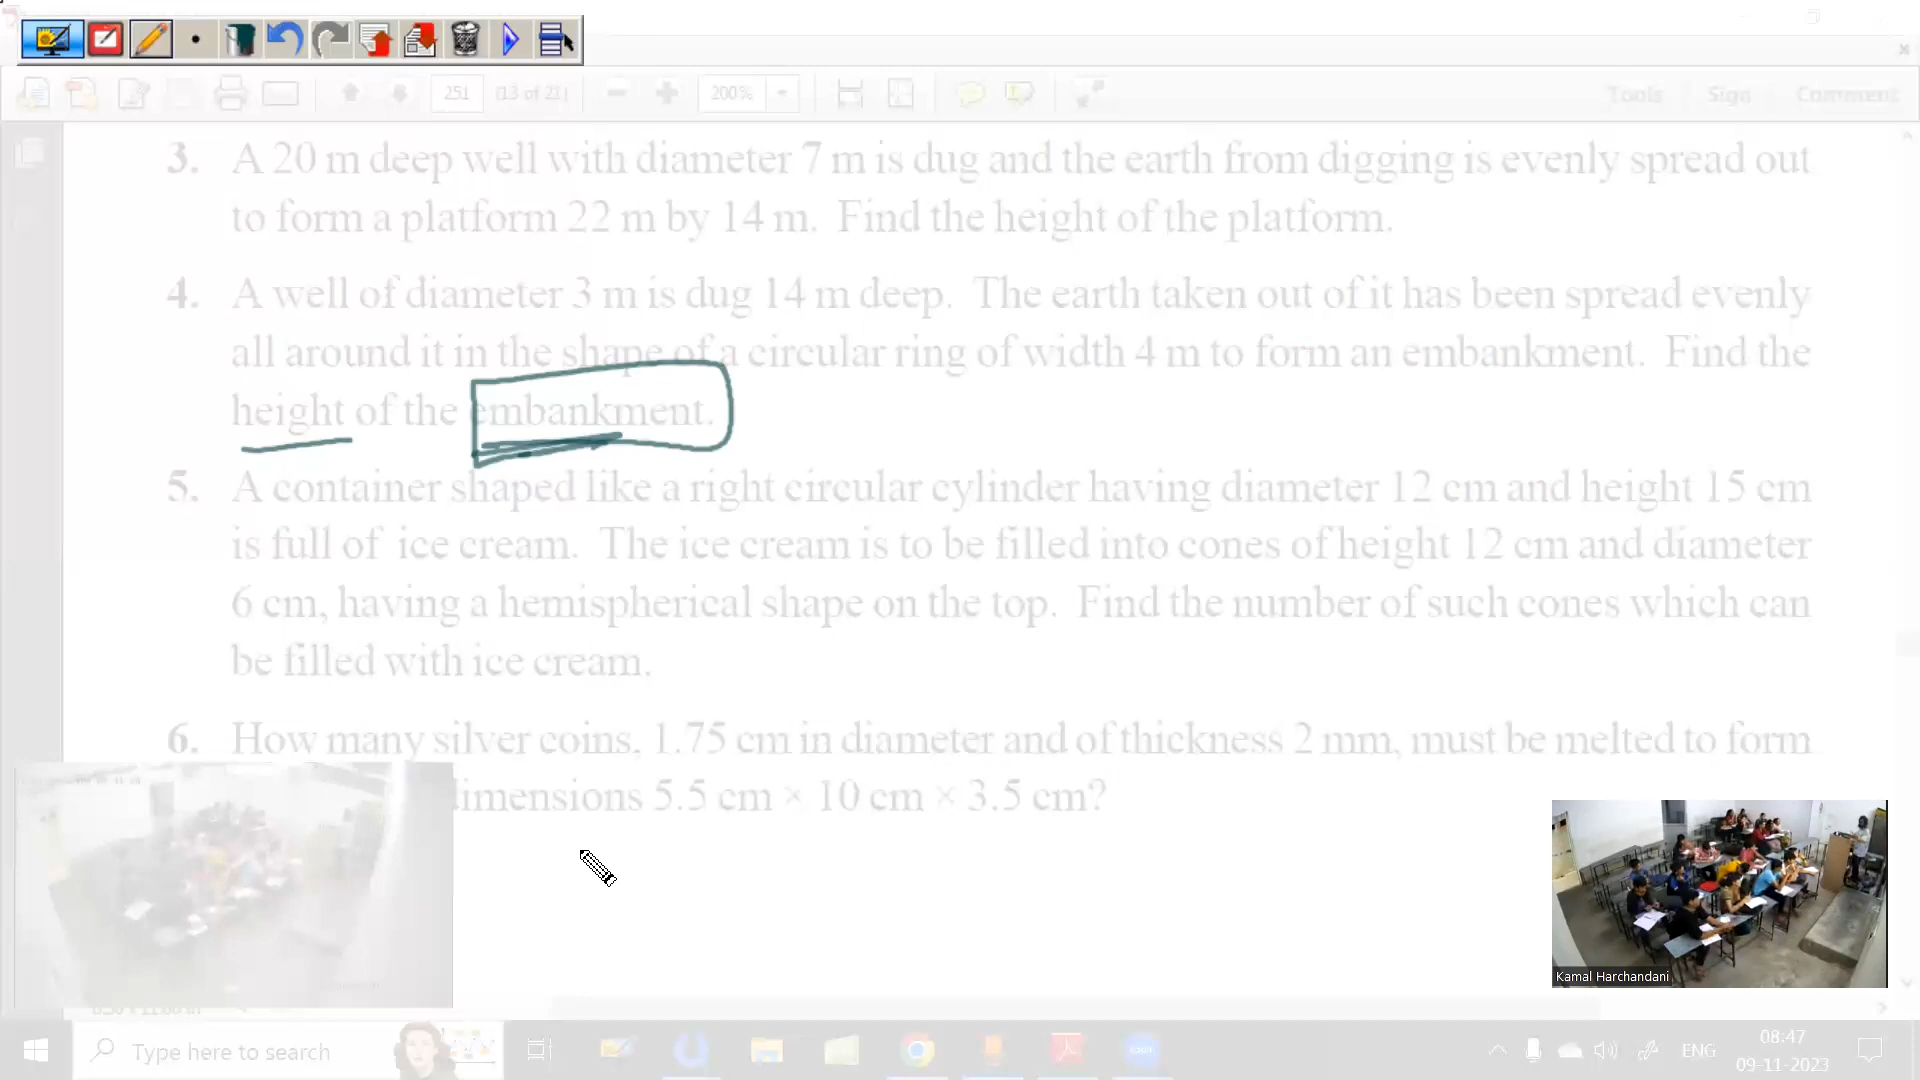 251 (13 of 21) 200% Tools Sign Comment
3. A 20 m deep well with diameter 7 m is dug and the earth from digging is evenly spread out
to form a platform 22 m by 14 m. Find the height of the platform.
4. A well of diameter 3 m is dug 14 m deep. The earth taken out of it has been spread evenly
all around it in the shape of a circular ring of width 4 m to form an embankment. Find the
height of the embankment.
5. A container shaped like a right circular cylinder having diameter 12 cm and height 15 cm
is full of ice cream. The ice cream is to be filled into cones of height 12 cm and diameter
6 cm, having a hemispherical shape on the top. Find the number of such cones which can
be filled with ice cream.
6. How many silver coins, 1.75 cm in diameter and of thickness 2 mm, must be melted to form
dimensions 5.5 cm × 10 cm × 3.5 cm?
Kamal Harchandani
Type here to search
ENG
08:47
09-11-2023